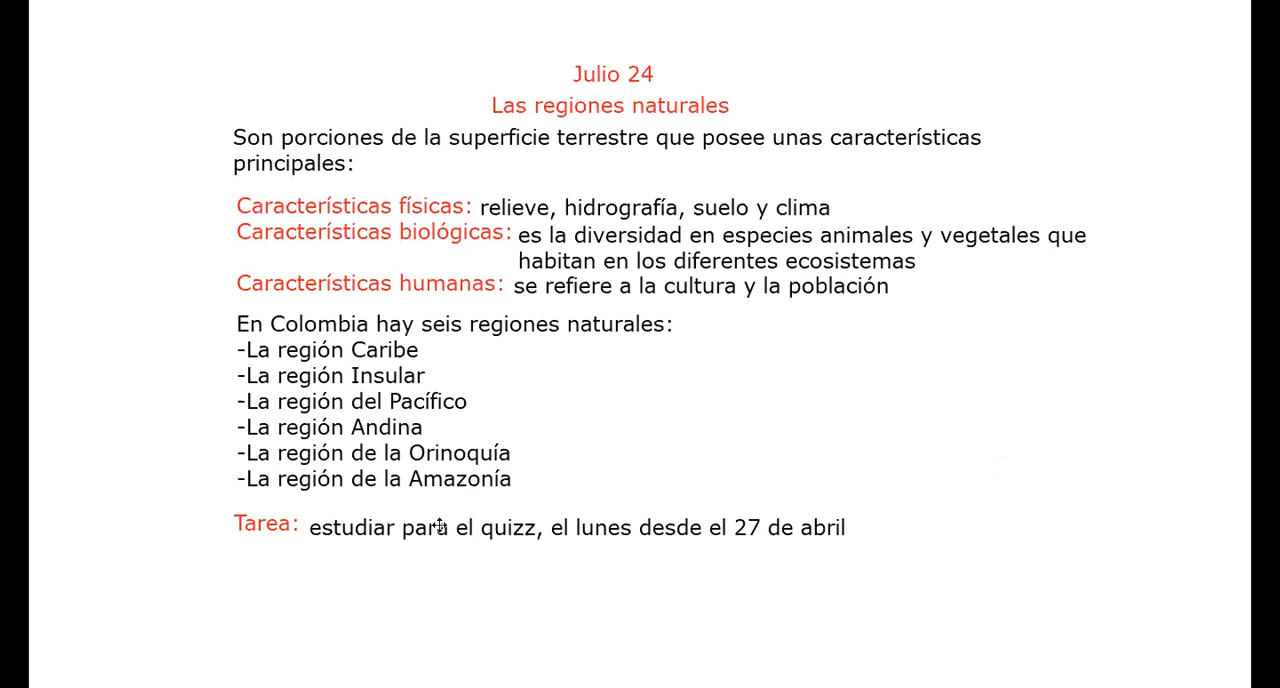 Julio 24
Las regiones naturales
Son porciones de la superficie terrestre que posee unas características
principales:
Características físicas: relieve, hidrografía, suelo y clima
Características biológicas: es la diversidad en especies animales y vegetales que
habitan en los diferentes ecosistemas
Características humanas: se refiere a la cultura y la población
En Colombia hay seis regiones naturales:
-La región Caribe
-La región Insular
-La región del Pacífico
-La región Andina
-La región de la Orinoquía
-La región de la Amazonía
Tarea: estudiar para el quizz, el lunes desde el 27 de abril